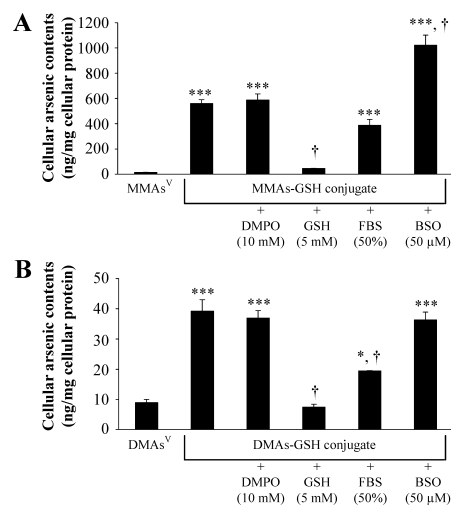 A
Cellular arsenic contents
(ng/mg cellular protein)
1200
1000
800
600
400
200
0
***
***
†
***
***, †
MMAsV
MMAs-GSH conjugate
+ + + +
DMPO GSH FBS BSO
(10 mM) (5 mM) (50%) (50 µM)
B
Cellular arsenic contents
(ng/mg cellular protein)
50
40
30
20
10
0
***
***
†
*, †
***
DMAsV
DMAs-GSH conjugate
+ + + +
DMPO GSH FBS BSO
(10 mM) (5 mM) (50%) (50 µM)